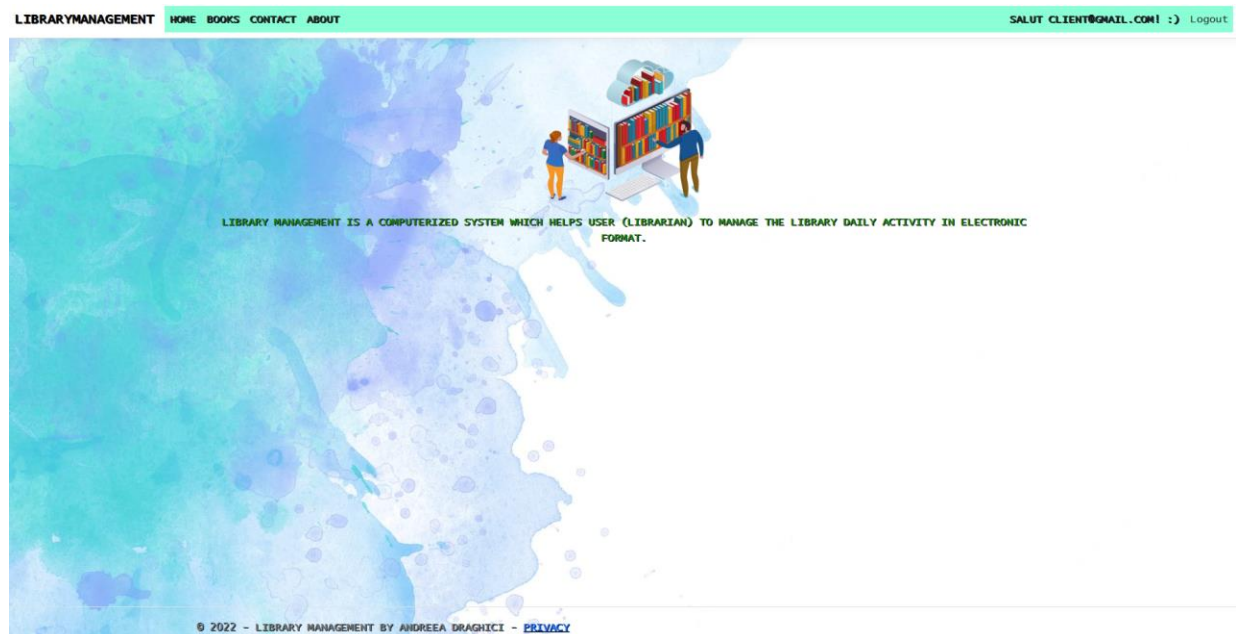 LIBRARYMANAGEMENT HOME BOOKS CONTACT ABOUT SALUT CLIENT@GMAIL.COM! :) Logout
LIBRARY MANAGEMENT IS A COMPUTERIZED SYSTEM WHICH HELPS USER (LIBRARIAN) TO MANAGE THE LIBRARY DAILY ACTIVITY IN ELECTRONIC
FORMAT.
© 2022 - LIBRARY MANAGEMENT BY ANDREEA DRAGHICI - PRIVACY